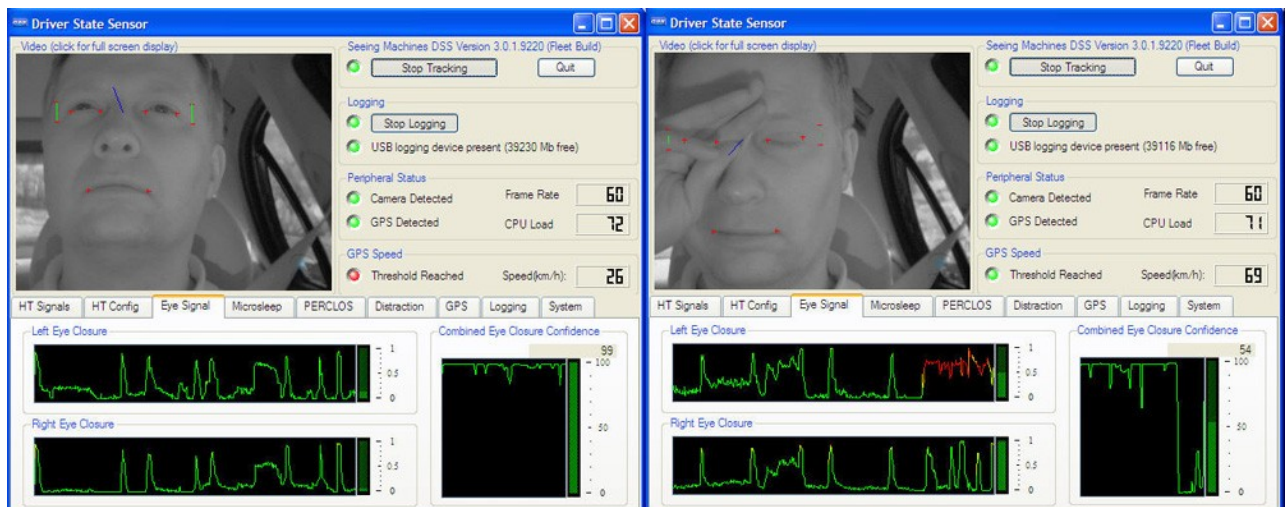 Driver State Sensor
Video (click for full screen display)
Seeing Machines DSS Version 3.0.1.9220 (Fleet Build)
Stop Tracking Quit
Logging
Stop Logging
USB logging device present (39230 Mb free)
Peripheral Status
Camera Detected Frame Rate 60
GPS Detected CPU Load 72
GPS Speed
Threshold Reached Speed(km/h): 26
HT Signals HT Config Eye Signal Microsleep PERCLOS Distraction GPS Logging System
Left Eye Closure
1
0.5
0
Right Eye Closure
1
0.5
0
Combined Eye Closure Confidence
99
100
50
0
Driver State Sensor
Video (click for full screen display)
Seeing Machines DSS Version 3.0.1.9220 (Fleet Build)
Stop Tracking Quit
Logging
Stop Logging
USB logging device present (39116 Mb free)
Peripheral Status
Camera Detected Frame Rate 60
GPS Detected CPU Load 71
GPS Speed
Threshold Reached Speed(km/h): 69
HT Signals HT Config Eye Signal Microsleep PERCLOS Distraction GPS Logging System
Left Eye Closure
1
0.5
0
Right Eye Closure
1
0.5
0
Combined Eye Closure Confidence
54
100
50
0